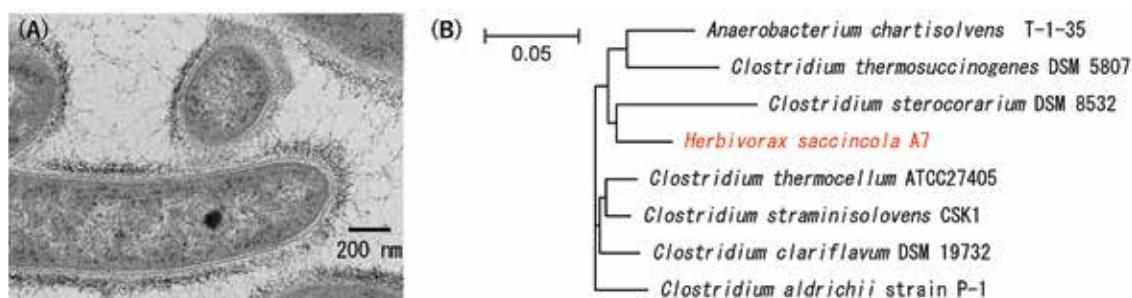 (A)
200 nm
(B)
0.05
Anaerobacterium chartisolvens T-1-35
Clostridium thermosuccinogenes DSM 5807
Clostridium sterocorarium DSM 8532
Herbivorax saccincola A7
Clostridium thermocellum ATCC27405
Clostridium straminisolovens CSK1
Clostridium clariflavum DSM 19732
Clostridium aldrichii strain P-1